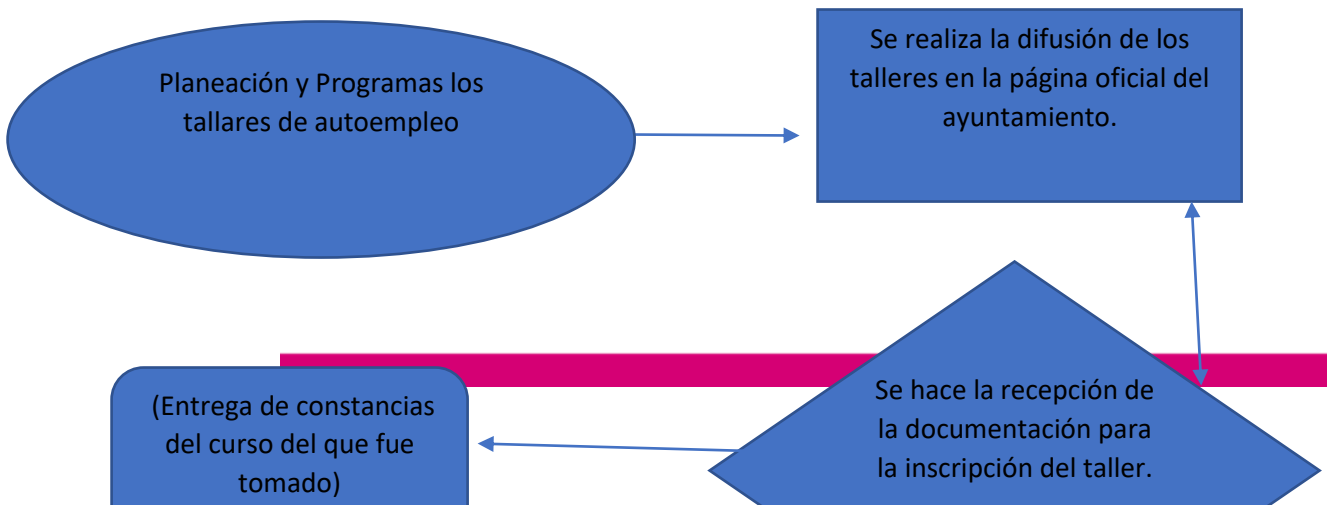 Planeación y Programas los
tallares de autoempleo
Se realiza la difusión de los
talleres en la página oficial del
ayuntamiento.
Se hace la recepción de
la documentación para
la inscripción del taller.
(Entrega de constancias
del curso del que fue
tomado)